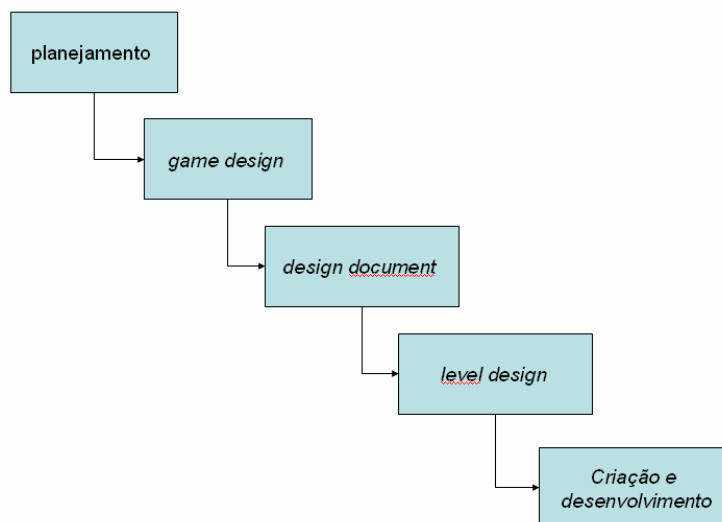 planejamento
game design
design document
level design
Criação e
desenvolvimento